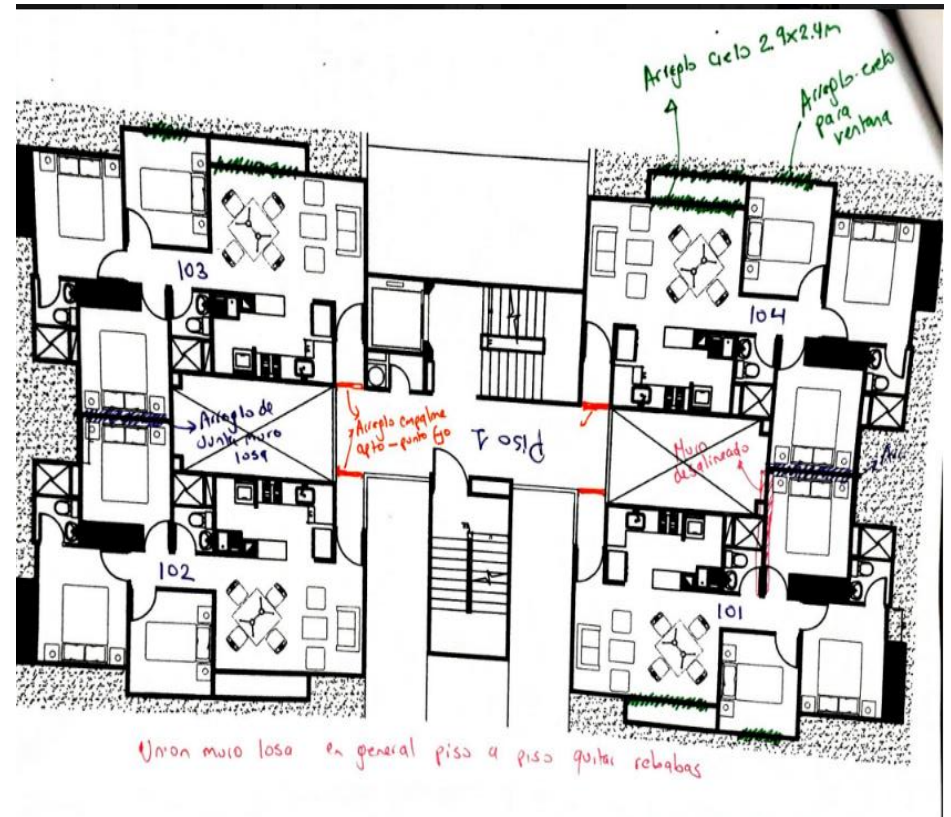 Arreglo Cielo 2.9x2.4m
Arreglo cielo
para
ventana
103
104
Arreglo de
Junta muro
losa
Arreglo empalme
apto - punto fijo
Piso 1
Muro
desalineado
102
101
Union muro losa en general piso a piso quitar rebabas